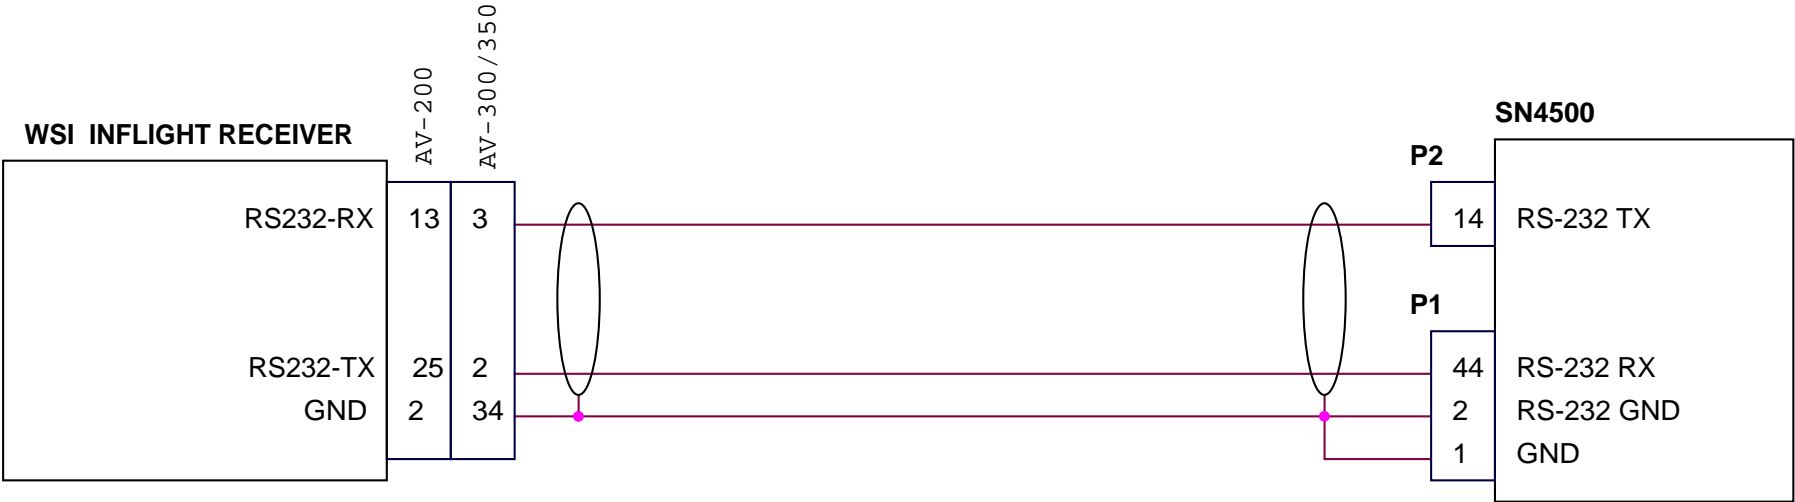 AV-200
AV-300/350
WSI INFLIGHT RECEIVER
SN4500
P2
RS232-RX 13 3 14 RS-232 TX
P1
RS232-TX 25 2 44 RS-232 RX
GND 2 34 2 RS-232 GND
1 GND